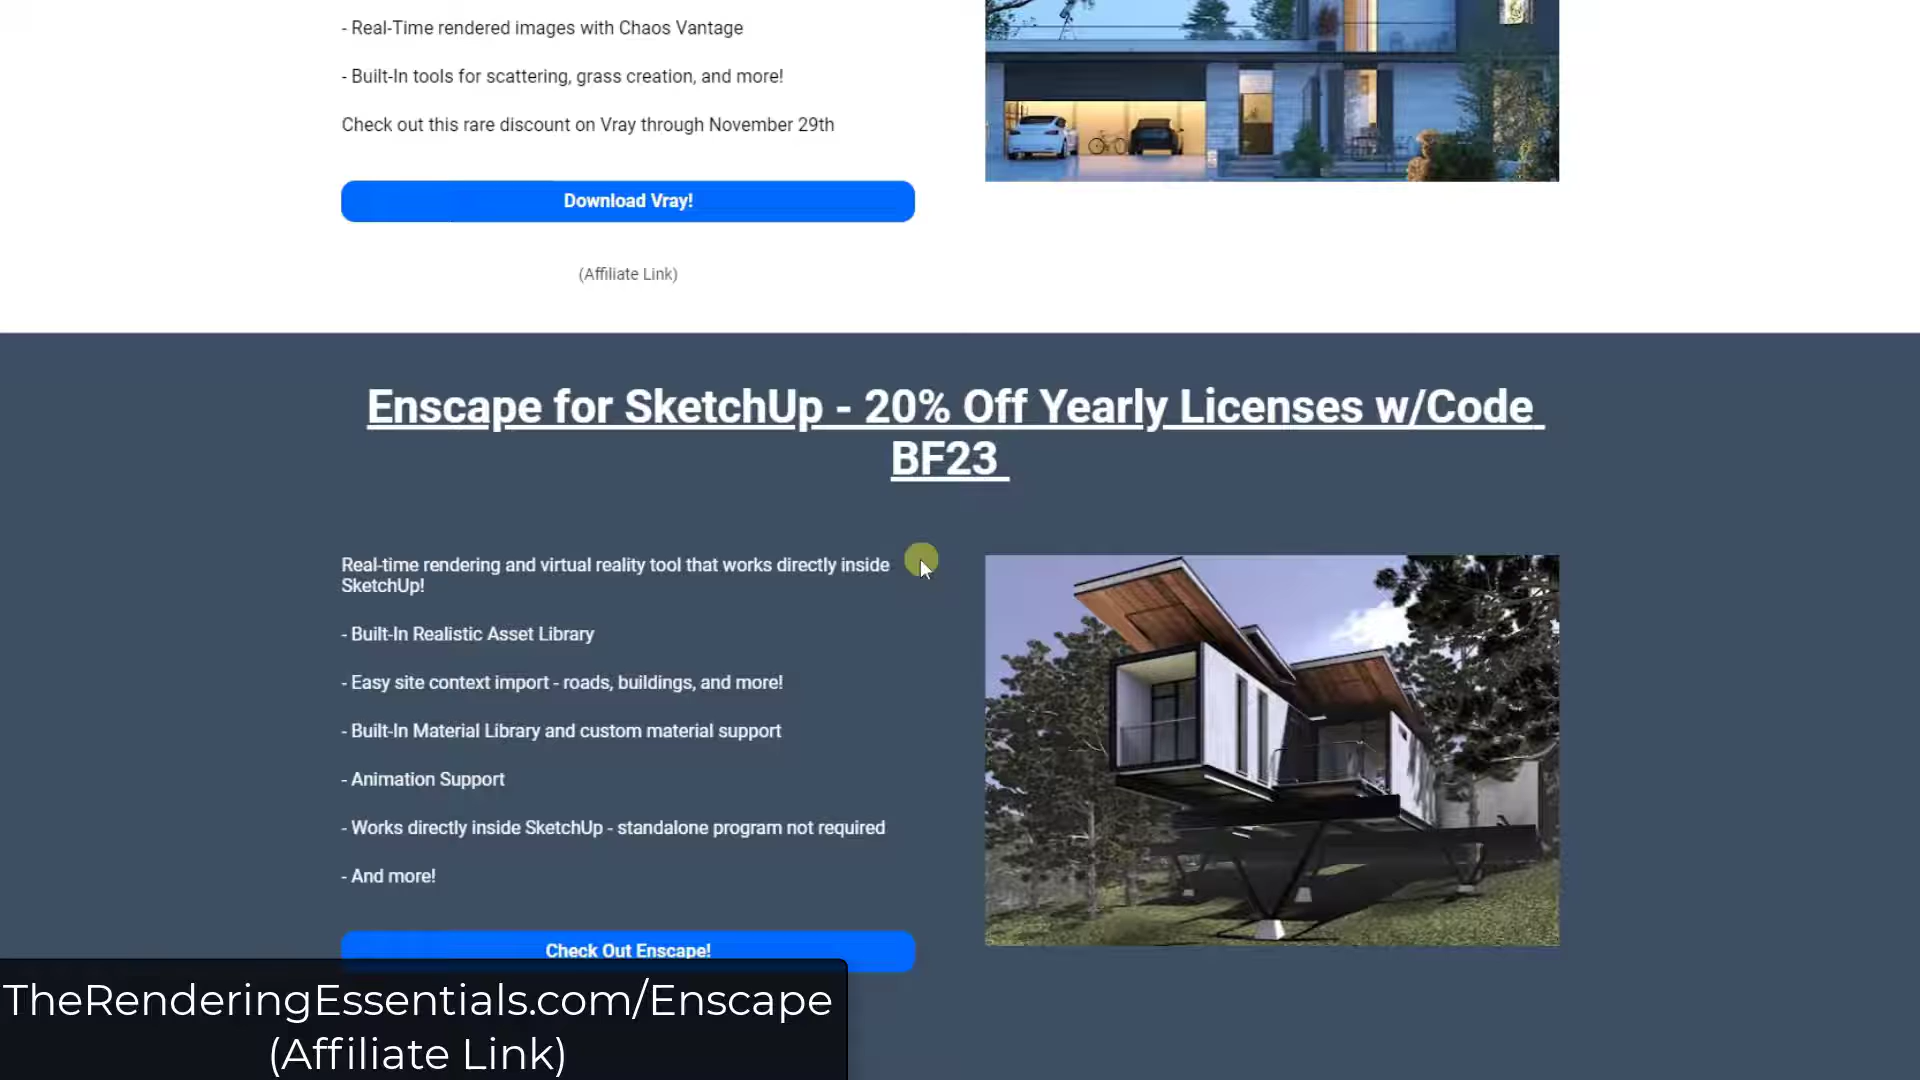 - Real-Time rendered images with Chaos Vantage
- Built-In tools for scattering, grass creation, and more!
Check out this rare discount on Vray through November 29th
Download Vray!
(Affiliate Link)
Enscape for SketchUp - 20% Off Yearly Licenses w/Code
BF23
Real-time rendering and virtual reality tool that works directly inside
SketchUp!
- Built-In Realistic Asset Library
- Easy site context import - roads, buildings, and more!
- Built-In Material Library and custom material support
- Animation Support
- Works directly inside SketchUp - standalone program not required
- And more!
Check Out Enscape!
TheRenderingEssentials.com/Enscape
(Affiliate Link)